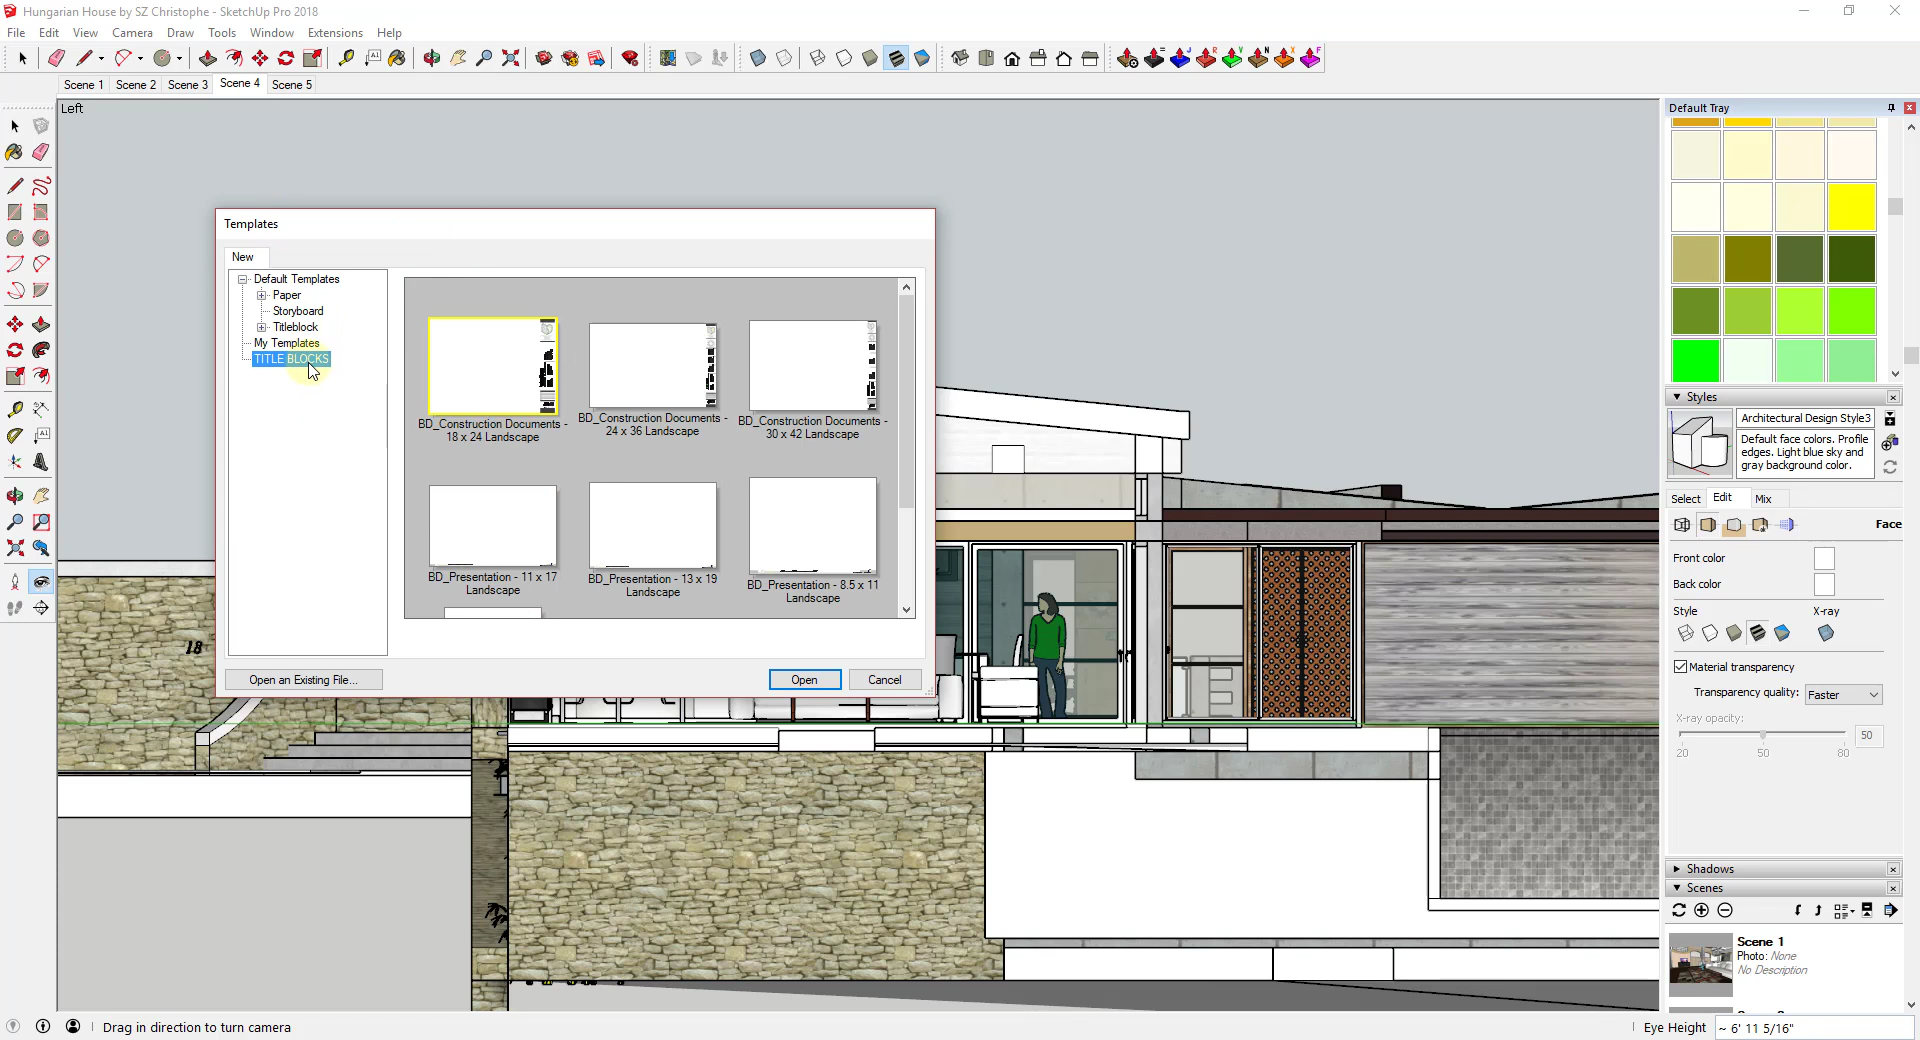 Hungarian House by SZ Christophe - SketchUp Pro 2018
File Edit View Camera Draw Tools Window Extensions Help
Scene 1 Scene 2 Scene 3 Scene 4 Scene 5
Left
Default Tray
Templates
New
Default Templates
Paper
Storyboard
Titleblock
My Templates
TITLE BLOCKS
BD_Construction Documents - 18 x 24 Landscape
BD_Construction Documents - 24 x 36 Landscape
BD_Construction Documents - 30 x 42 Landscape
BD_Presentation - 11 x 17 Landscape
BD_Presentation - 13 x 19 Landscape
BD_Presentation - 8.5 x 11 Landscape
Open an Existing File...
Open
Cancel
18
Styles
Architectural Design Style3
Default face colors. Profile
edges. Light blue sky and
gray background color.
Select Edit Mix
Face
Front color
Back color
Style X-ray
Material transparency
Transparency quality: Faster
X-ray opacity:
50
20 50 80
Shadows
Scenes
Scene 1
Photo: None
No Description
Drag in direction to turn camera
Eye Height ~ 6' 11 5/16"